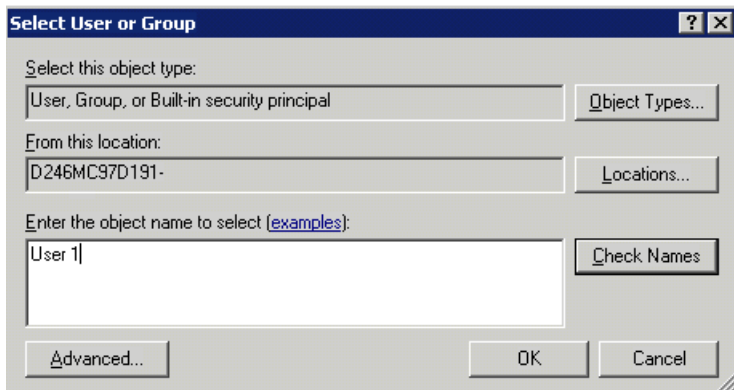 Select User or Group
Select this object type:
User, Group, or Built-in security principal
Object Types...
From this location:
D246MC97D191-
Locations...
Enter the object name to select (examples):
User 1
Check Names
Advanced...
OK
Cancel